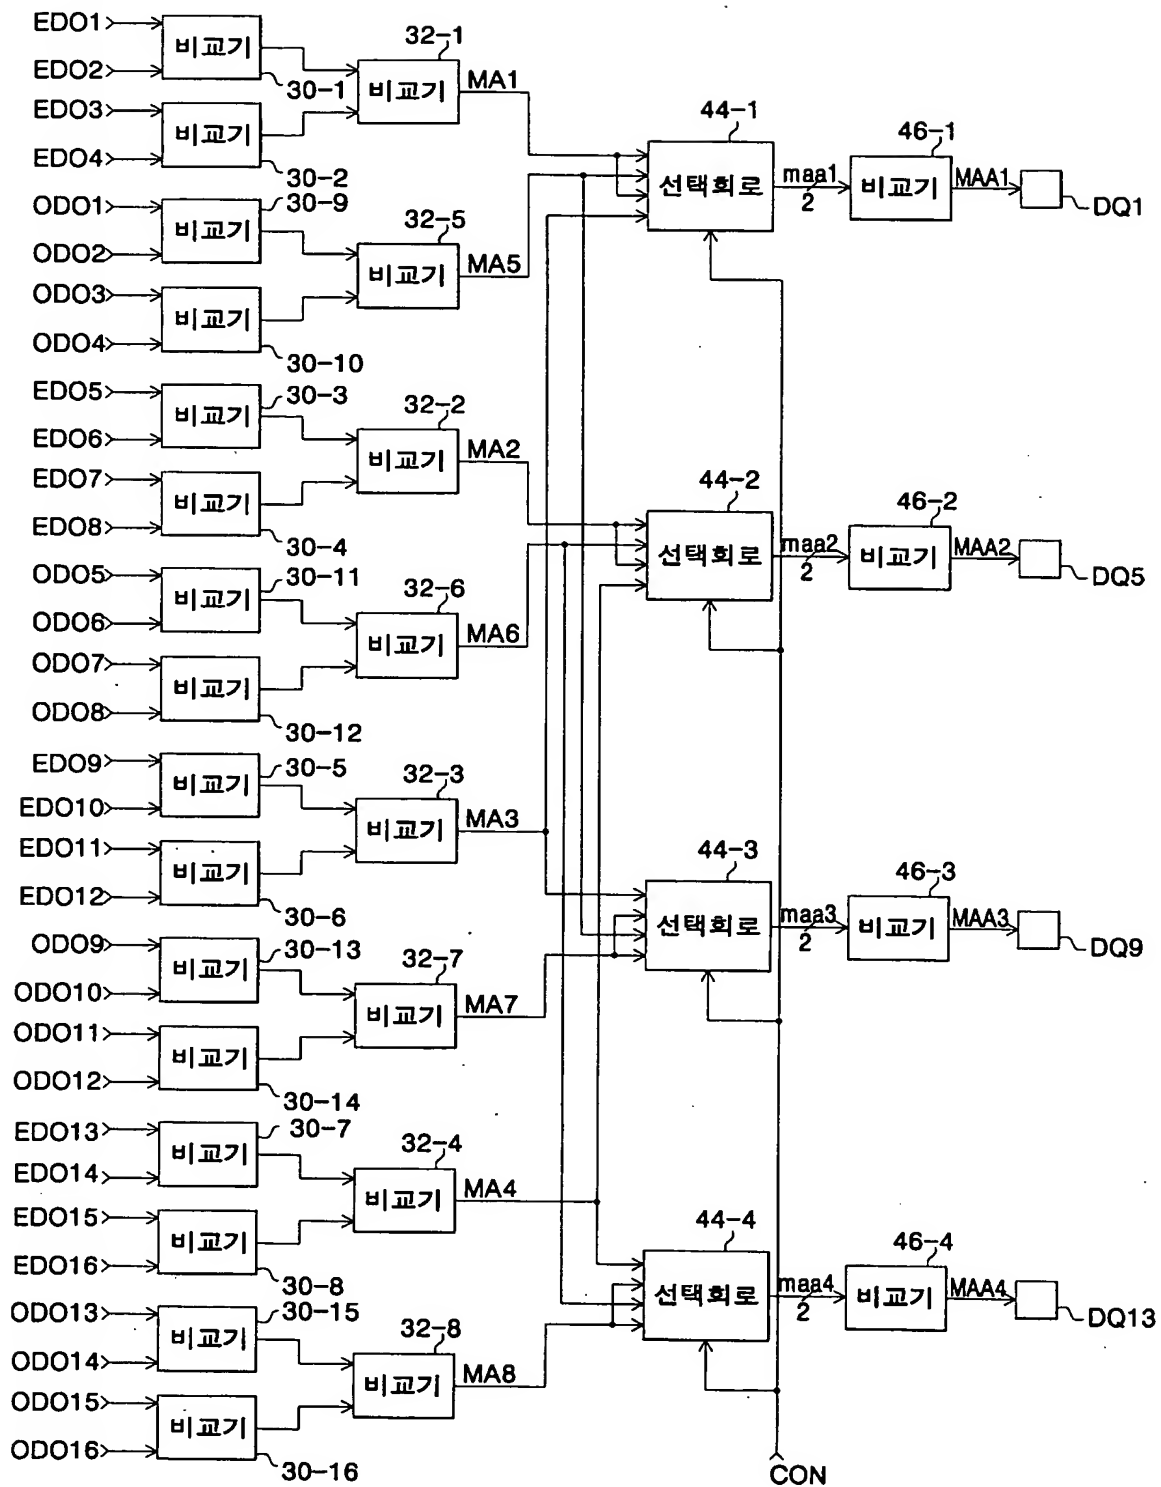 EDO1
비교기
EDO2
30-1
32-1
비교기
MA1
EDO3
비교기
EDO4
30-2
ODO1
30-9
비교기
ODO2
32-5
비교기
MA5
ODO3
비교기
ODO4
30-10
44-1
선택회로
maa1
2
46-1
비교기
MAA1
DQ1
EDO5
30-3
비교기
EDO6
32-2
비교기
MA2
EDO7
비교기
EDO8
30-4
ODO5
30-11
비교기
ODO6
32-6
비교기
MA6
ODO7
비교기
ODO8
30-12
44-2
선택회로
maa2
2
46-2
비교기
MAA2
DQ5
EDO9
30-5
비교기
EDO10
32-3
비교기
MA3
EDO11
비교기
EDO12
30-6
ODO9
30-13
비교기
ODO10
32-7
비교기
MA7
ODO11
비교기
ODO12
30-14
44-3
선택회로
maa3
2
46-3
비교기
MAA3
DQ9
EDO13
30-7
비교기
EDO14
32-4
비교기
MA4
EDO15
비교기
EDO16
30-8
ODO13
30-15
비교기
ODO14
32-8
비교기
MA8
ODO15
비교기
ODO16
30-16
44-4
선택회로
maa4
2
46-4
비교기
MAA4
DQ13
CON